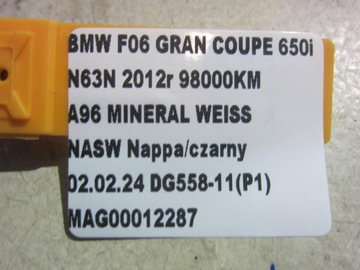 BMW F06 GRAN COUPE 650i
N63N 2012r 98000KM
A96 MINERAL WEISS
NASW Nappa/czarny
02.02.24 DG558-11(P1)
MAG00012287